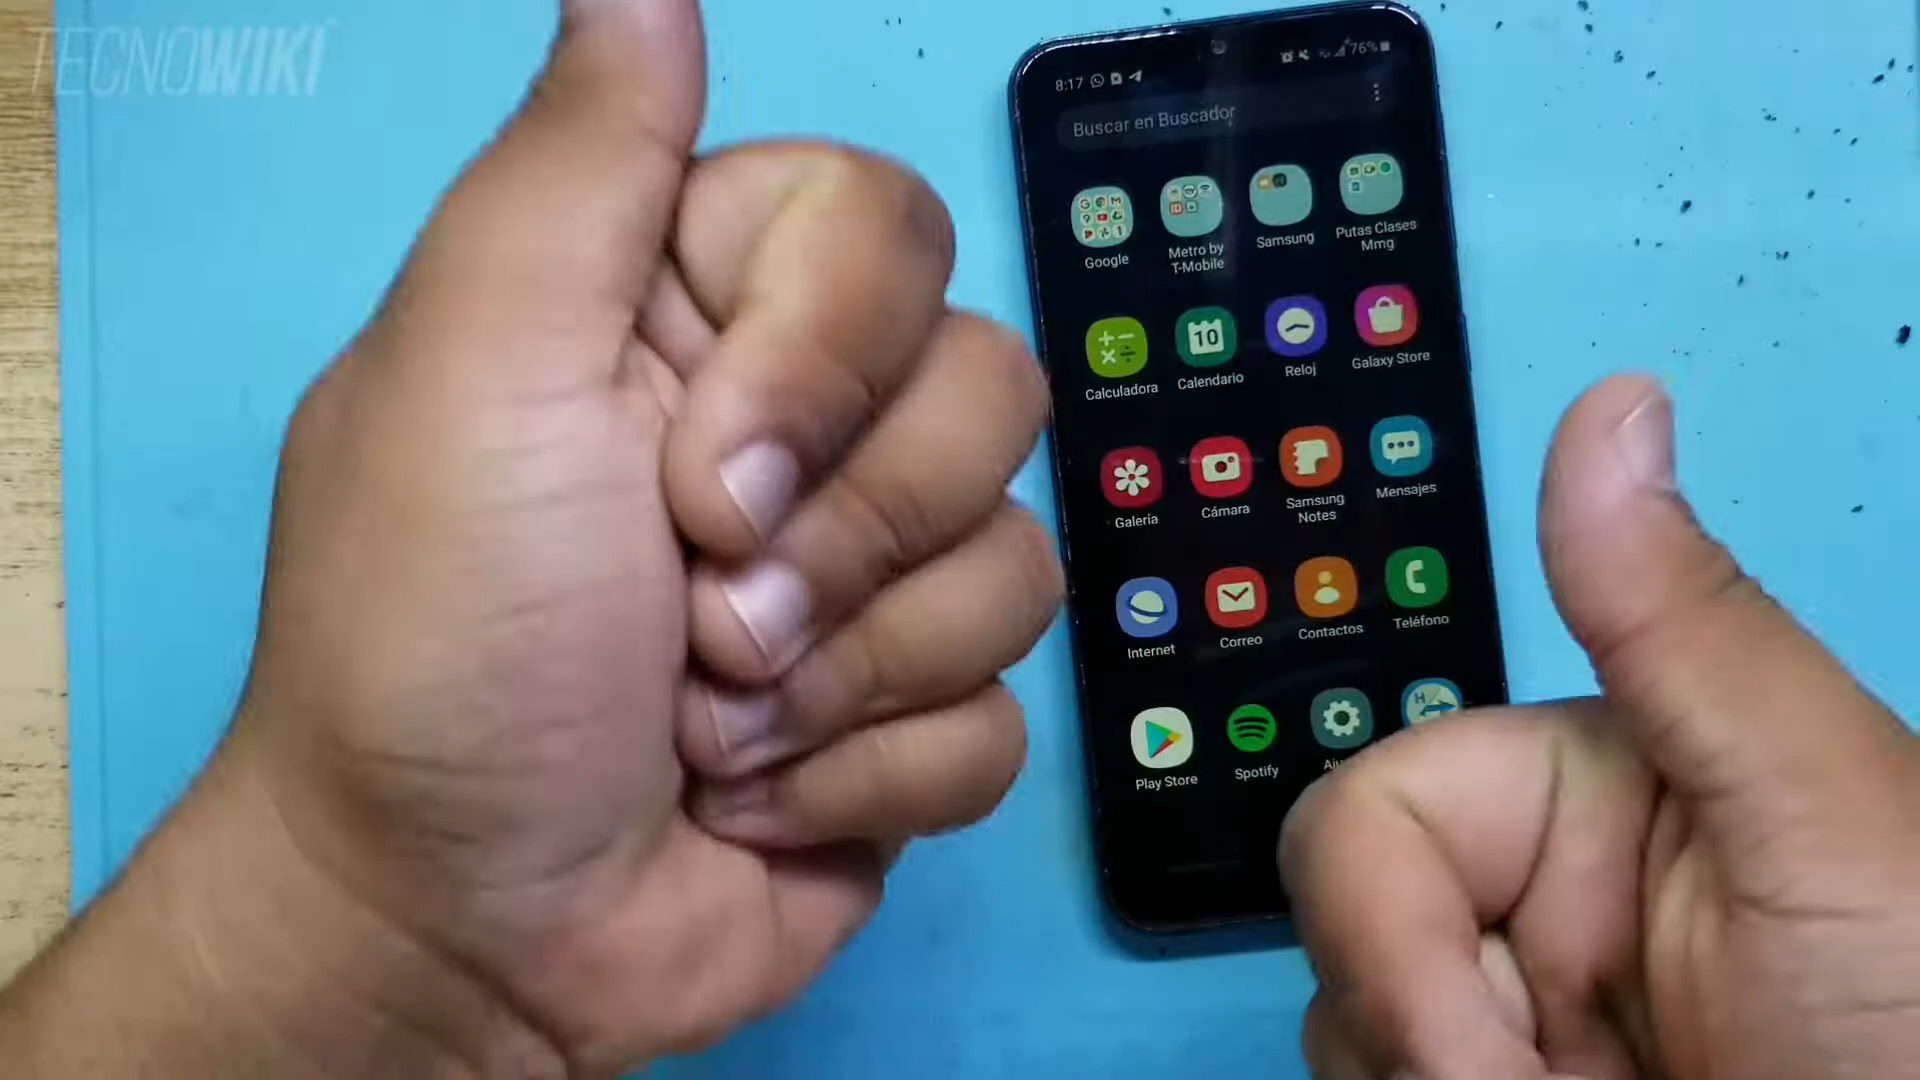 TECNOWIKI
8:17
76%
Buscar en Buscador
Google
Metro by
T-Mobile
Samsung
Putas Clases
Mmg
Calculadora
10
Calendario
Reloj
Galaxy Store
Galería
Cámara
Samsung
Notes
Mensajes
Internet
Correo
Contactos
Teléfono
H
Play Store
Spotify